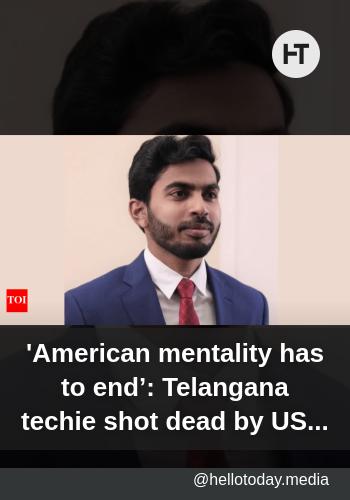 HT
TOI
'American mentality has
to end’: Telangana
techie shot dead by US...
@hellotoday.media